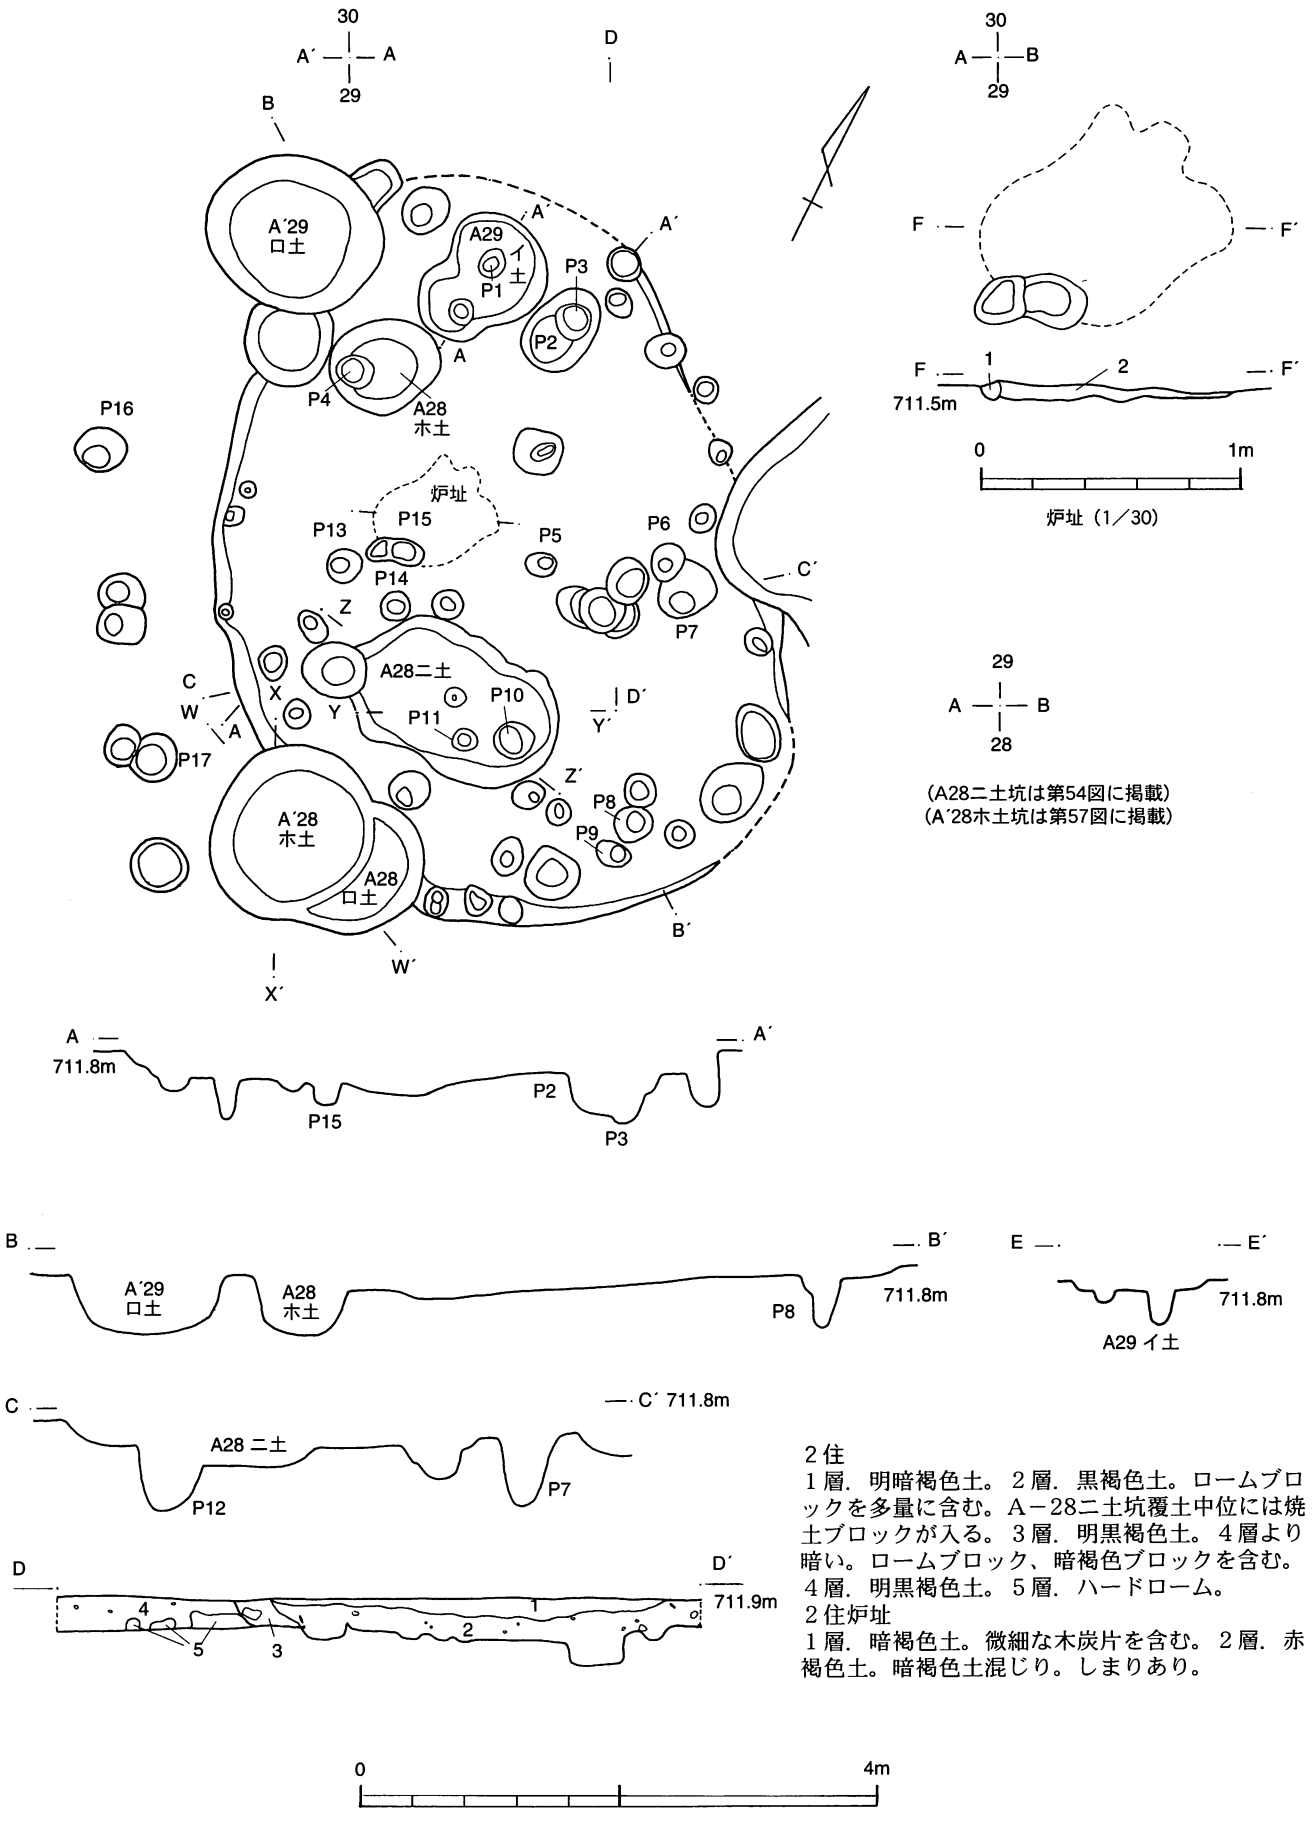 30
A´ A
29
D
30
A B
29
B
A´29
ロ土
A29
イ
土
P1
A´
A´
P3
P2
A
P4
A28
ホ土
P16
F F´
F 1 2 F´
711.5m
0 1m
炉址（1／30）
炉址
P13
P15
P14
P5
P6
P7
C´
Z
A28ニ土
P10
P11
C
W
A
X
Y
D´
Y´
P17
Z´
P8
P9
A´28
ホ土
A28
ロ土
B´
W´
X´
29
A B
28
（A28ニ土坑は第54図に掲載）
（A´28ホ土坑は第57図に掲載）
A A´
711.8m
P15
P2
P3
B B´
A´29
ロ土
A28
ホ土
P8
711.8m
E E´
711.8m
A29 イ土
C C´ 711.8m
A28 ニ土
P12
P7
D D´
711.9m
4
5
3
1
2
2住
1層．明暗褐色土。2層．黒褐色土。ロームブロ
ックを多量に含む。A－28ニ土坑覆土中位には焼
土ブロックが入る。3層．明黒褐色土。4層より
暗い。ロームブロック、暗褐色ブロックを含む。
4層．明黒褐色土。5層．ハードローム。
2住炉址
1層．暗褐色土。微細な木炭片を含む。2層．赤
褐色土。暗褐色土混じり。しまりあり。
0 4m